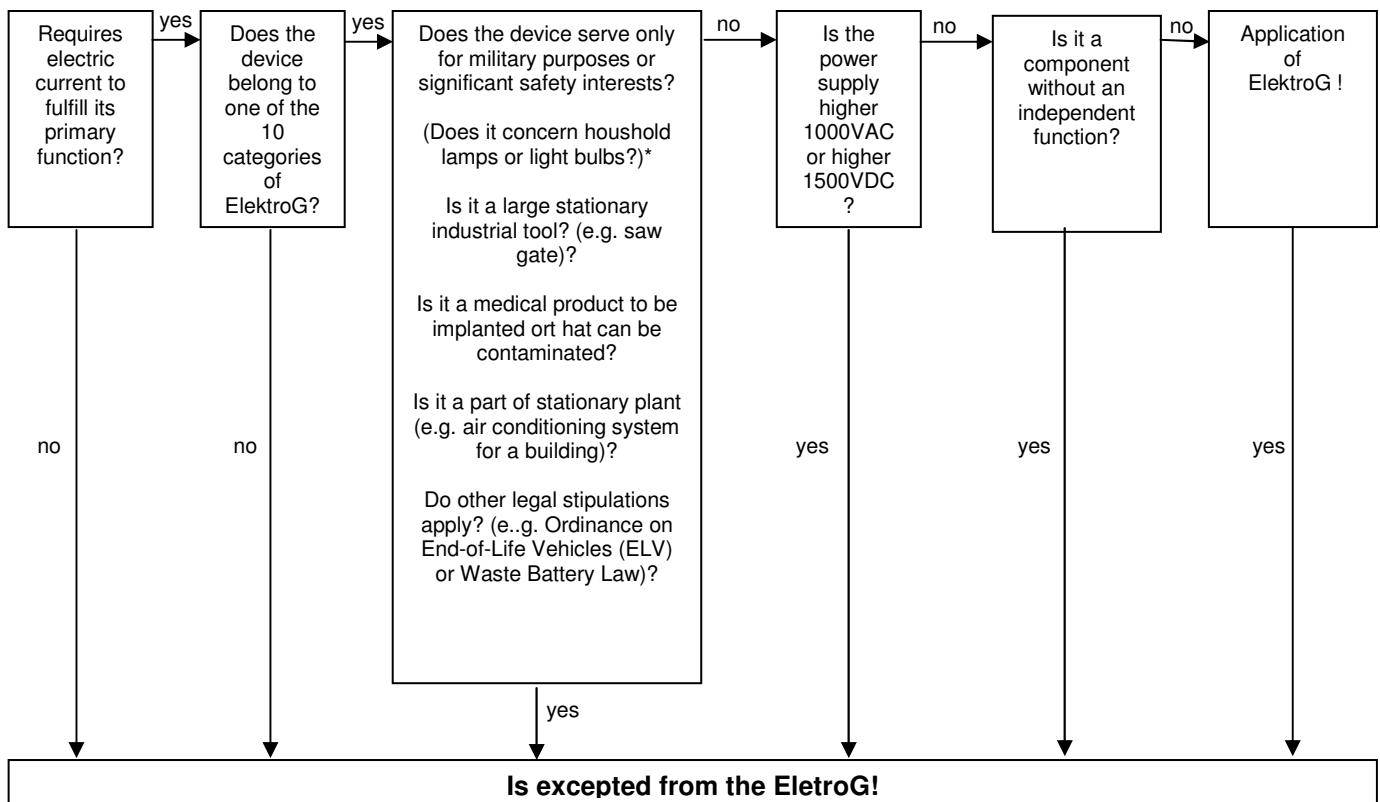 Requires
electric
current to
fulfill its
primary
function?
yes
Does the
device
belong to
one of the
10
categories
of
ElektroG?
yes
Does the device serve only
for military purposes or
significant safety interests?
(Does it concern houshold
lamps or light bulbs?)*
Is it a large stationary
industrial tool? (e.g. saw
gate)?
Is it a medical product to be
implanted ort hat can be
contaminated?
Is it a part of stationary plant
(e.g. air conditioning system
for a building)?
Do other legal stipulations
apply? (e..g. Ordinance on
End-of-Life Vehicles (ELV)
or Waste Battery Law)?
no
Is the
power
supply
higher
1000VAC
or higher
1500VDC
?
no
Is it a
component
without an
independent
function?
no
Application
of
ElektroG !
no
no
yes
yes
yes
yes
Is excepted from the EletroG!